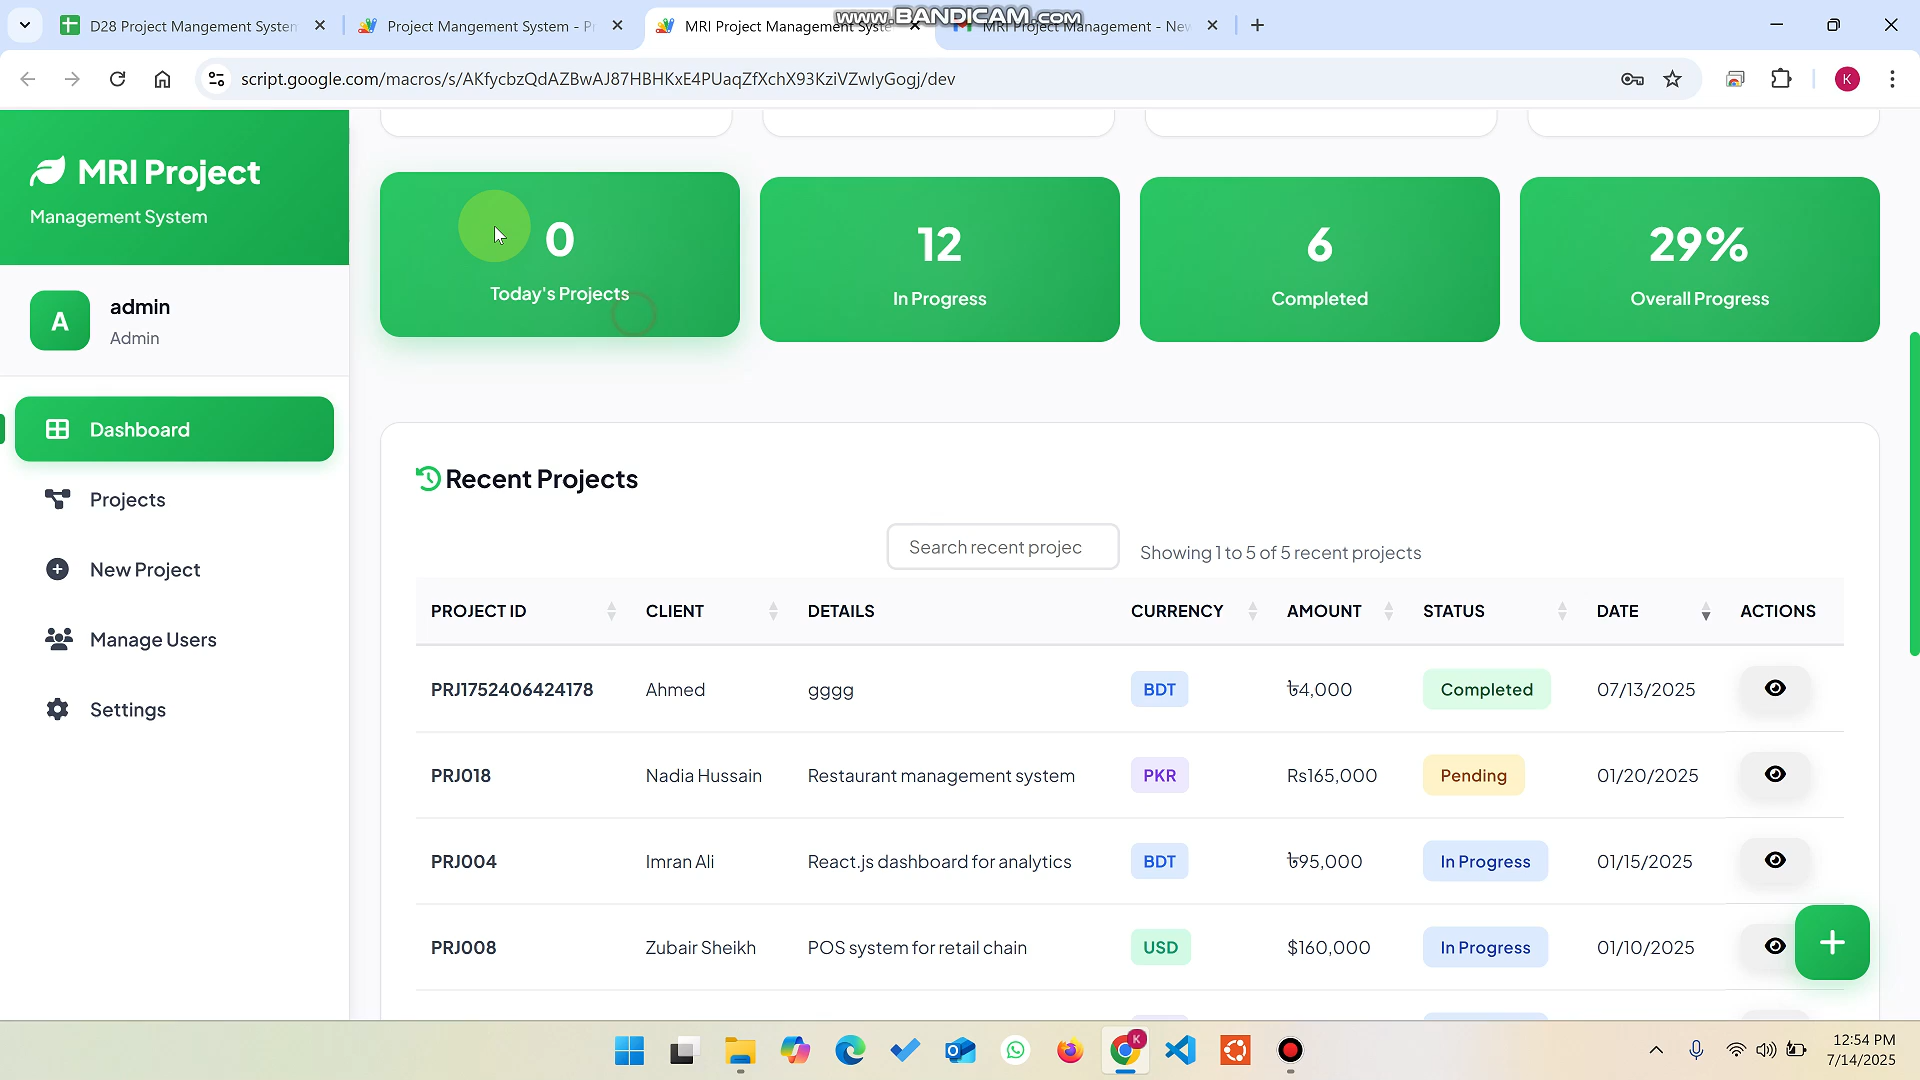 www.BANDICAM.com
D28 Project Mangement System
Project Mangement System - Pr
MRI Project Management Syste
MRI Project Management - New
script.google.com/macros/s/AKfycbzQdAZBwAJ87HBHKxE4PUaqZfXchX93KziVZwIyGogj/dev
K
MRI Project
Management System
A
admin
Admin
Dashboard
Projects
New Project
Manage Users
Settings
0
Today's Projects
12
In Progress
6
Completed
29%
Overall Progress
Recent Projects
Search recent projec
Showing 1 to 5 of 5 recent projects
PROJECT ID CLIENT DETAILS CURRENCY AMOUNT STATUS DATE ACTIONS
PRJ1752406424178 Ahmed gggg BDT ৳4,000 Completed 07/13/2025
PRJ018 Nadia Hussain Restaurant management system PKR Rs165,000 Pending 01/20/2025
PRJ004 Imran Ali React.js dashboard for analytics BDT ৳95,000 In Progress 01/15/2025
PRJ008 Zubair Sheikh POS system for retail chain USD $160,000 In Progress 01/10/2025
K
12:54 PM
7/14/2025